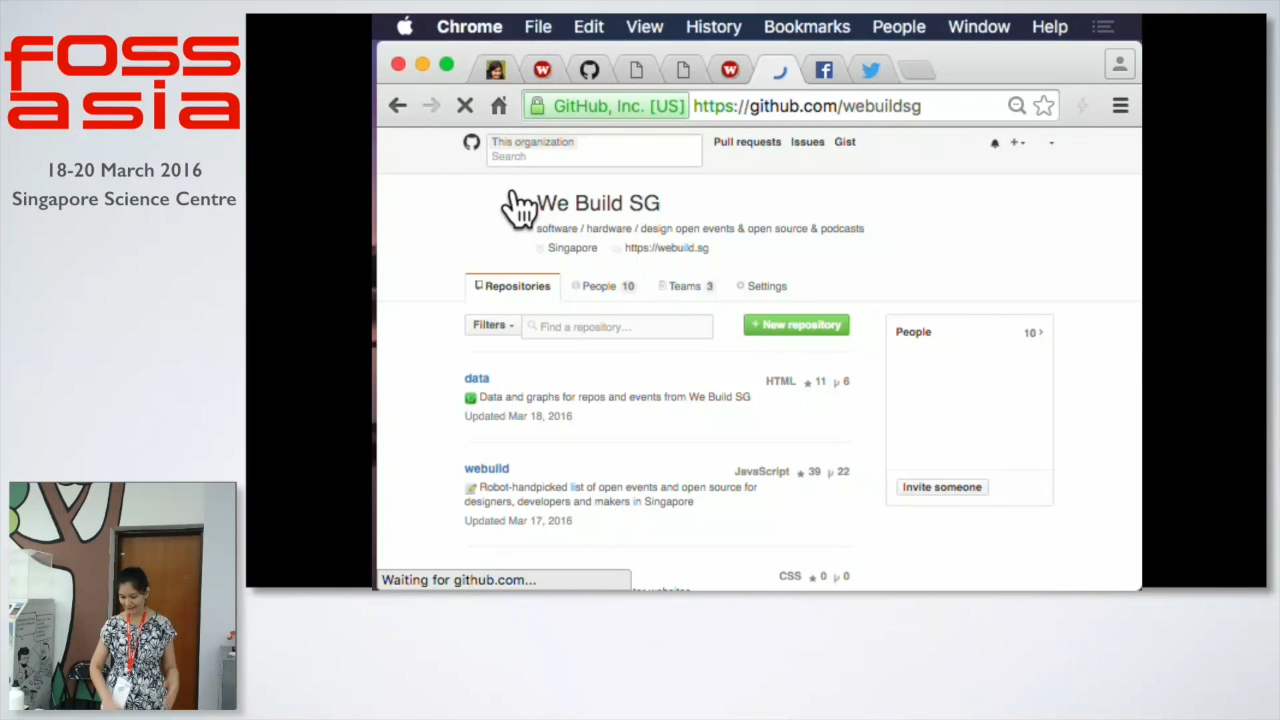 foss
asia
18-20 March 2016
Singapore Science Centre
Chrome File Edit View History Bookmarks People Window Help
GitHub, Inc. [US] https://github.com/webuildsg
This organization
Search
Pull requests Issues Gist
We Build SG
software / hardware / design open events & open source & podcasts
Singapore https://webuild.sg
Repositories People 10 Teams 3 Settings
Filters Find a repository... + New repository
People 10
data HTML 11 6
Data and graphs for repos and events from We Build SG
Updated Mar 18, 2016
webuild JavaScript 39 22
Robot-handpicked list of open events and open source for
designers, developers and makers in Singapore
Updated Mar 17, 2016
Invite someone
CSS 0 0
Waiting for github.com...